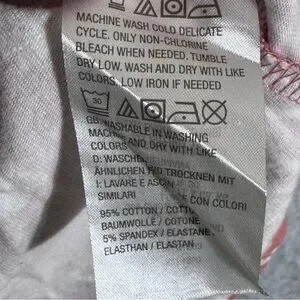 MACHINE WASH COLD DELICATE
CYCLE. ONLY NON-CHLORINE
BLEACH WHEN NEEDED. TUMBLE
DRY LOW. WASH AND DRY WITH LIKE
COLORS. LOW IRON IF NEEDED
30
GB: WASHABLE IN WASHING
MACHINE AND DRY WITH LIKE
COLORS
D: WASCHE
ÄHNLICHEN UND TROCKNEN MIT
I: LAVARE E ASCIU
SIMILARI CON COLORI
95% COTTON / COTT
BAUMWOLLE / COTONE
5% SPANDEX / ELASTANE
ELASTHAN / ELASTAN